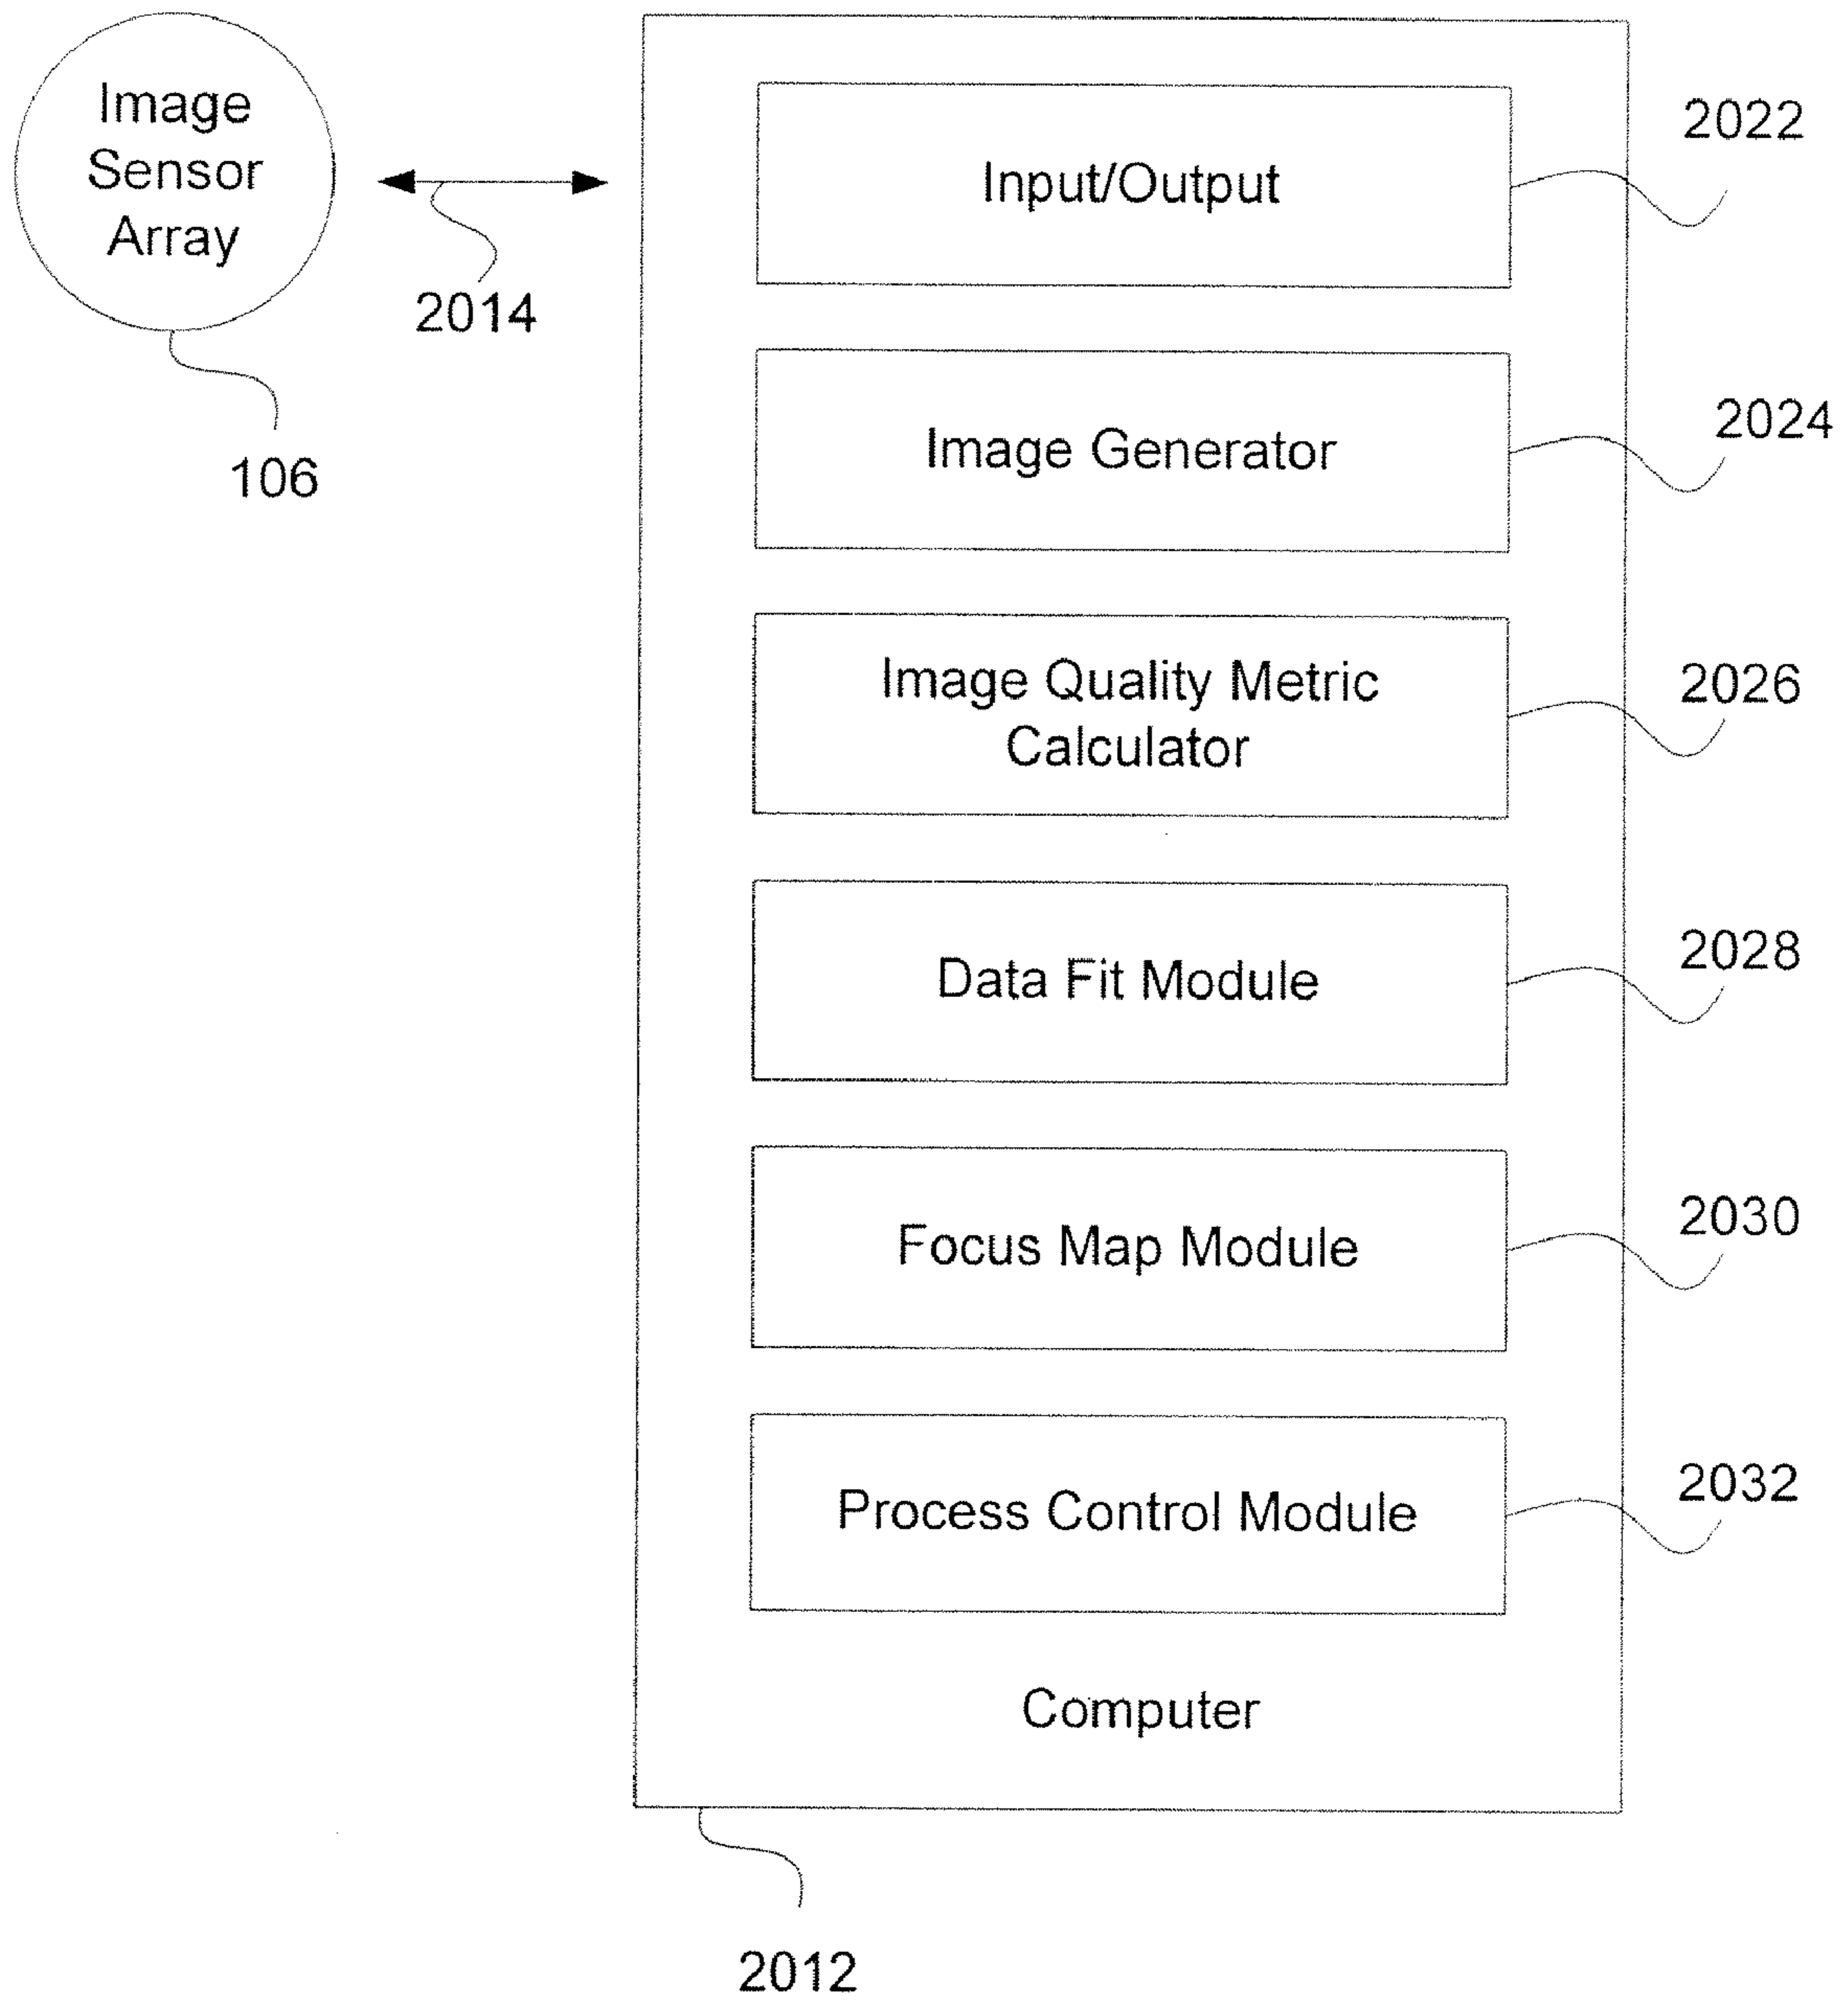 Image
Sensor
Array
106
2014
Input/Output
2022
Image Generator
2024
Image Quality Metric
Calculator
2026
Data Fit Module
2028
Focus Map Module
2030
Process Control Module
2032
Computer
2012